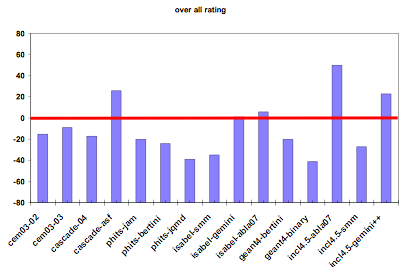 over all rating
80
60
40
20
0
-20
-40
-60
-80
cem03-02
cem03-03
cascade-04
cascade-asf
phits-jam
phits-bertini
phits-jqmd
isabel-smm
isabel-gemini
isabel-abla07
geant4-bertini
geant4-binary
incl4.5-abla07
incl4.5-smm
incl4.5-gemini++